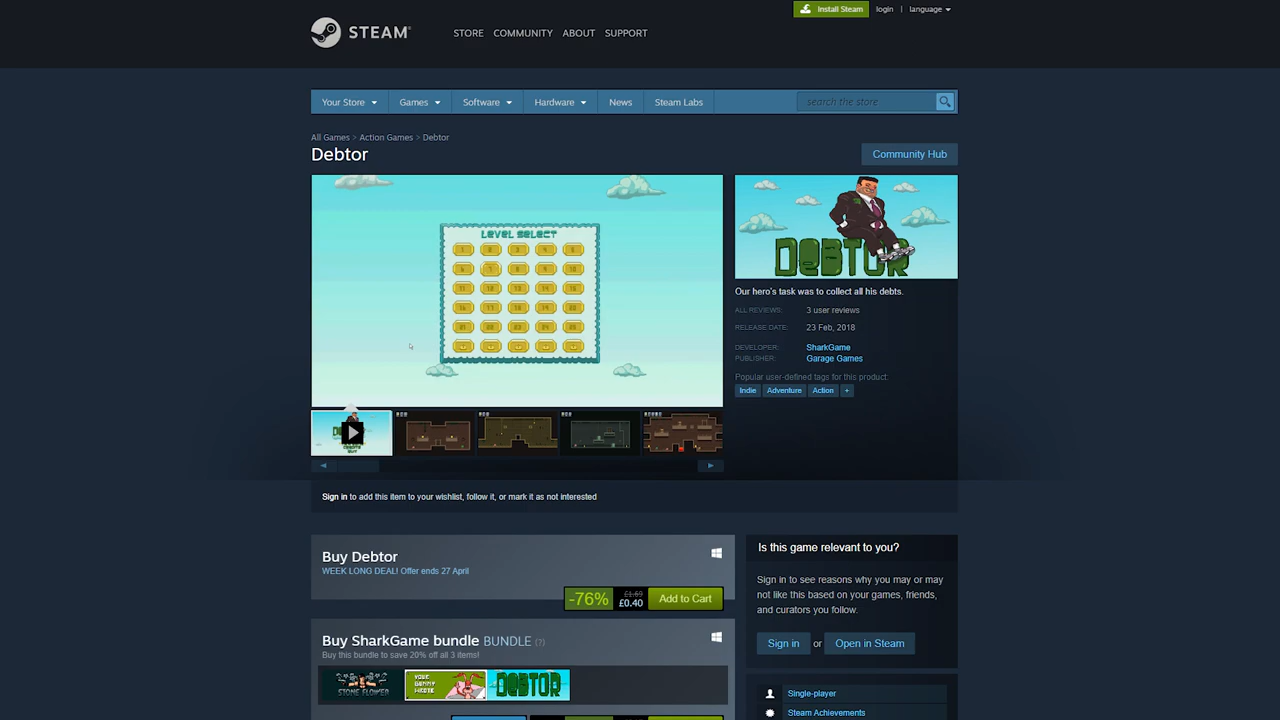 Install Steam login | language
STEAM®
STORE COMMUNITY ABOUT SUPPORT
Your Store Games Software Hardware News Steam Labs search the store
All Games > Action Games > Debtor
Debtor
Community Hub
LEVEL SELECT
DEBTOR
Our hero's task was to collect all his debts.
ALL REVIEWS: 3 user reviews
RELEASE DATE: 23 Feb, 2018
DEVELOPER: SharkGame
PUBLISHER: Garage Games
Popular user-defined tags for this product:
Indie Adventure Action +
Sign in to add this item to your wishlist, follow it, or mark it as not interested
Buy Debtor
WEEK LONG DEAL! Offer ends 27 April
-76% £1.69 £0.40 Add to Cart
Is this game relevant to you?
Sign in to see reasons why you may or may
not like this based on your games, friends,
and curators you follow.
Sign in or Open in Steam
Buy SharkGame bundle BUNDLE (?)
Buy this bundle to save 20% off all 3 items!
STONE FLOWER
DEBTOR
Single-player
Steam Achievements